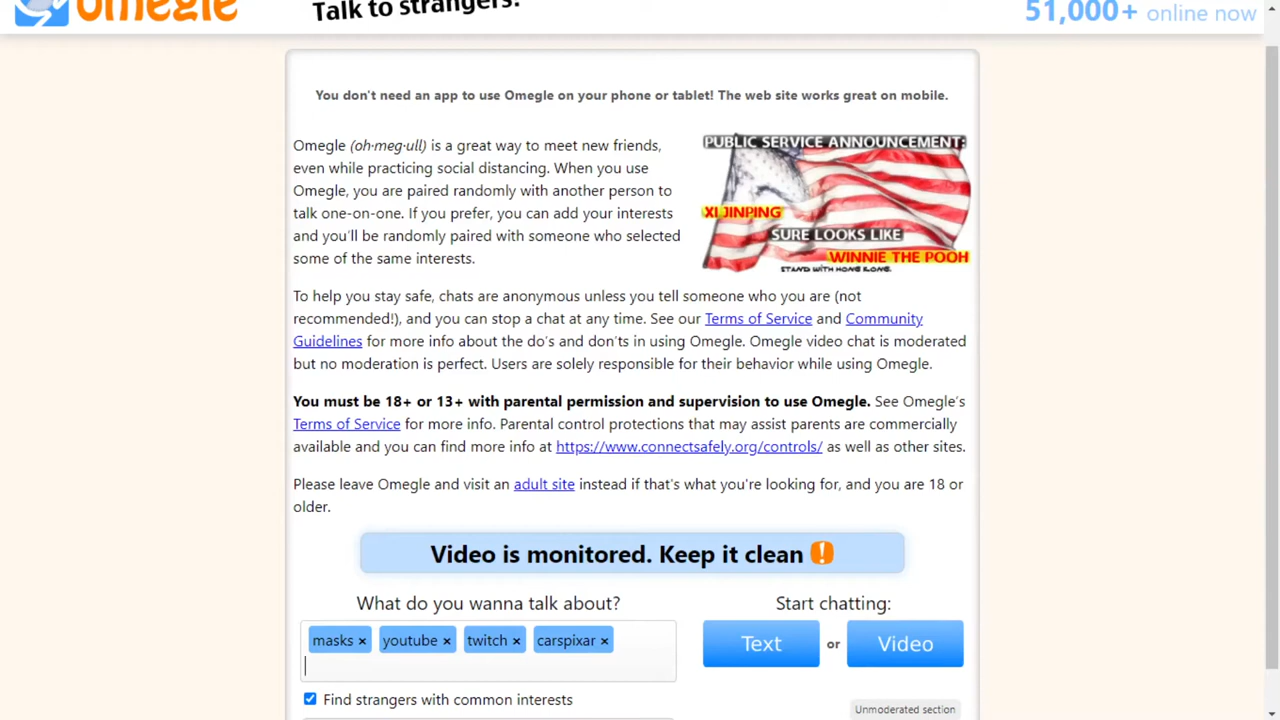 omegle
Talk to strangers!
51,000+ online now
You don't need an app to use Omegle on your phone or tablet! The web site works great on mobile.
Omegle (oh·meg·ull) is a great way to meet new friends,
even while practicing social distancing. When you use
Omegle, you are paired randomly with another person to
talk one-on-one. If you prefer, you can add your interests
and you'll be randomly paired with someone who selected
some of the same interests.
PUBLIC SERVICE ANNOUNCEMENT:
XI JINPING
SURE LOOKS LIKE
WINNIE THE POOH
STAND WITH HONG KONG.
To help you stay safe, chats are anonymous unless you tell someone who you are (not
recommended!), and you can stop a chat at any time. See our Terms of Service and Community
Guidelines for more info about the do's and don'ts in using Omegle. Omegle video chat is moderated
but no moderation is perfect. Users are solely responsible for their behavior while using Omegle.
You must be 18+ or 13+ with parental permission and supervision to use Omegle. See Omegle's
Terms of Service for more info. Parental control protections that may assist parents are commercially
available and you can find more info at https://www.connectsafely.org/controls/ as well as other sites.
Please leave Omegle and visit an adult site instead if that's what you're looking for, and you are 18 or
older.
Video is monitored. Keep it clean !
What do you wanna talk about?
Start chatting:
masks × youtube × twitch × carspixar ×
Text or Video
Find strangers with common interests
Unmoderated section